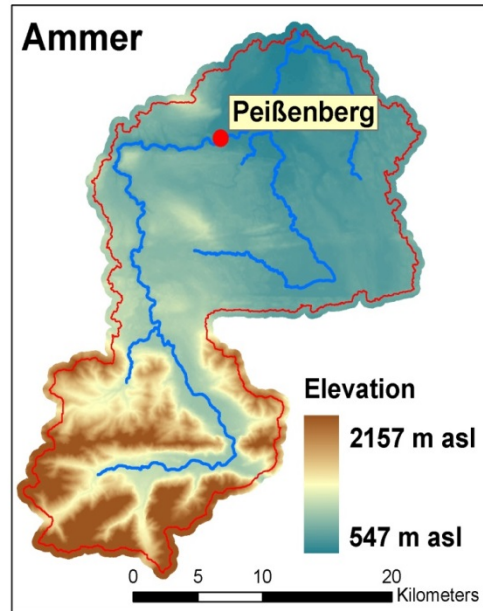 Ammer
Peißenberg
Elevation
2157 m asl
547 m asl
0 5 10 20
Kilometers